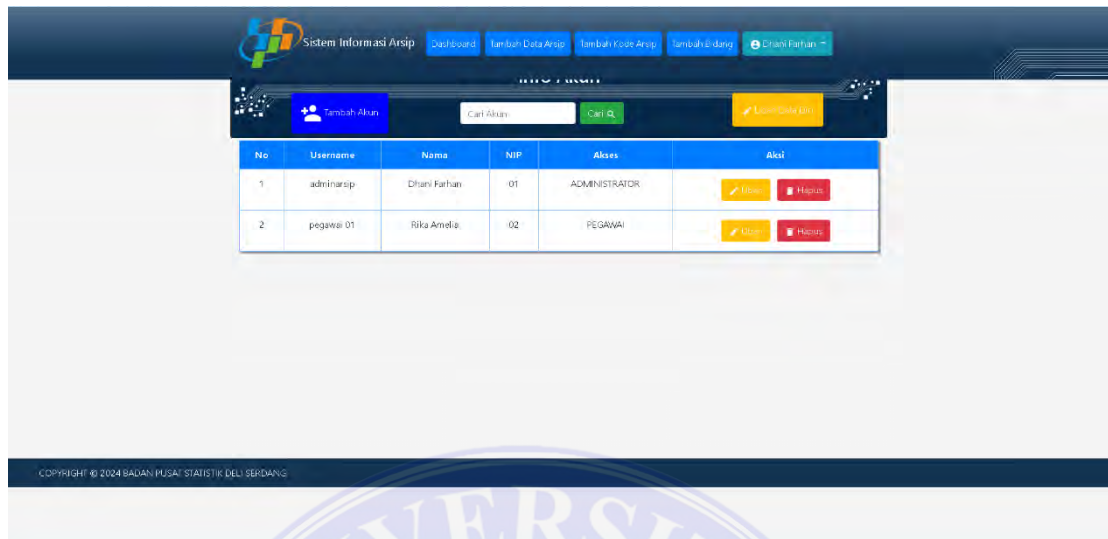 Sistem Informasi Arsip Dashboard Tambah Data Arsip Tambah Kode Arsip Tambah Bidang Dhani Farhan
Info Akun
Tambah Akun Cari Akun Cari
No Username Nama NIP Akses Aksi
1 adminarsip Dhani Farhan 01 ADMINISTRATOR Hapus
2 pegawai 01 Rika Amelia 02 PEGAWAI Hapus
COPYRIGHT © 2024 BADAN PUSAT STATISTIK DELI SERDANG